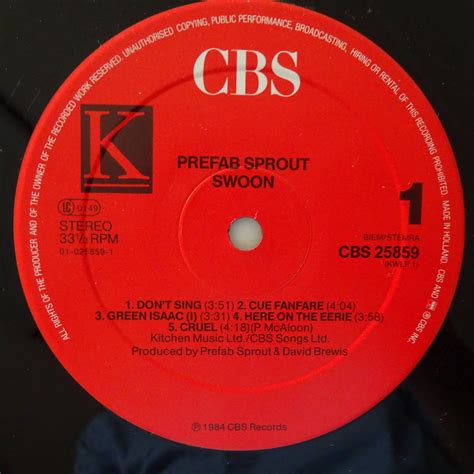 ALL RIGHTS OF THE PRODUCER AND OF THE OWNER OF THE RECORDED WORK RESERVED. UNAUTHORISED COPYING, PUBLIC PERFORMANCE, BROADCASTING, HIRING OR RENTAL OF THIS RECORDING PROHIBITED. MADE IN HOLLAND. CBS AND
CBS INC.
CBS
K
PREFAB SPROUT
SWOON
LC 0149
STEREO
33⅓ RPM
01-025859-1
1
BIEM/STEMRA
CBS 25859
(KWLP 1)
1. DON'T SING (3:51) 2. CUE FANFARE (4:04)
3. GREEN ISAAC (I) (3:31) 4. HERE ON THE EERIE (3:58)
5. CRUEL (4:18)(P. McAloon)
Kitchen Music Ltd./CBS Songs Ltd.
Produced by Prefab Sprout & David Brewis
℗ 1984 CBS Records